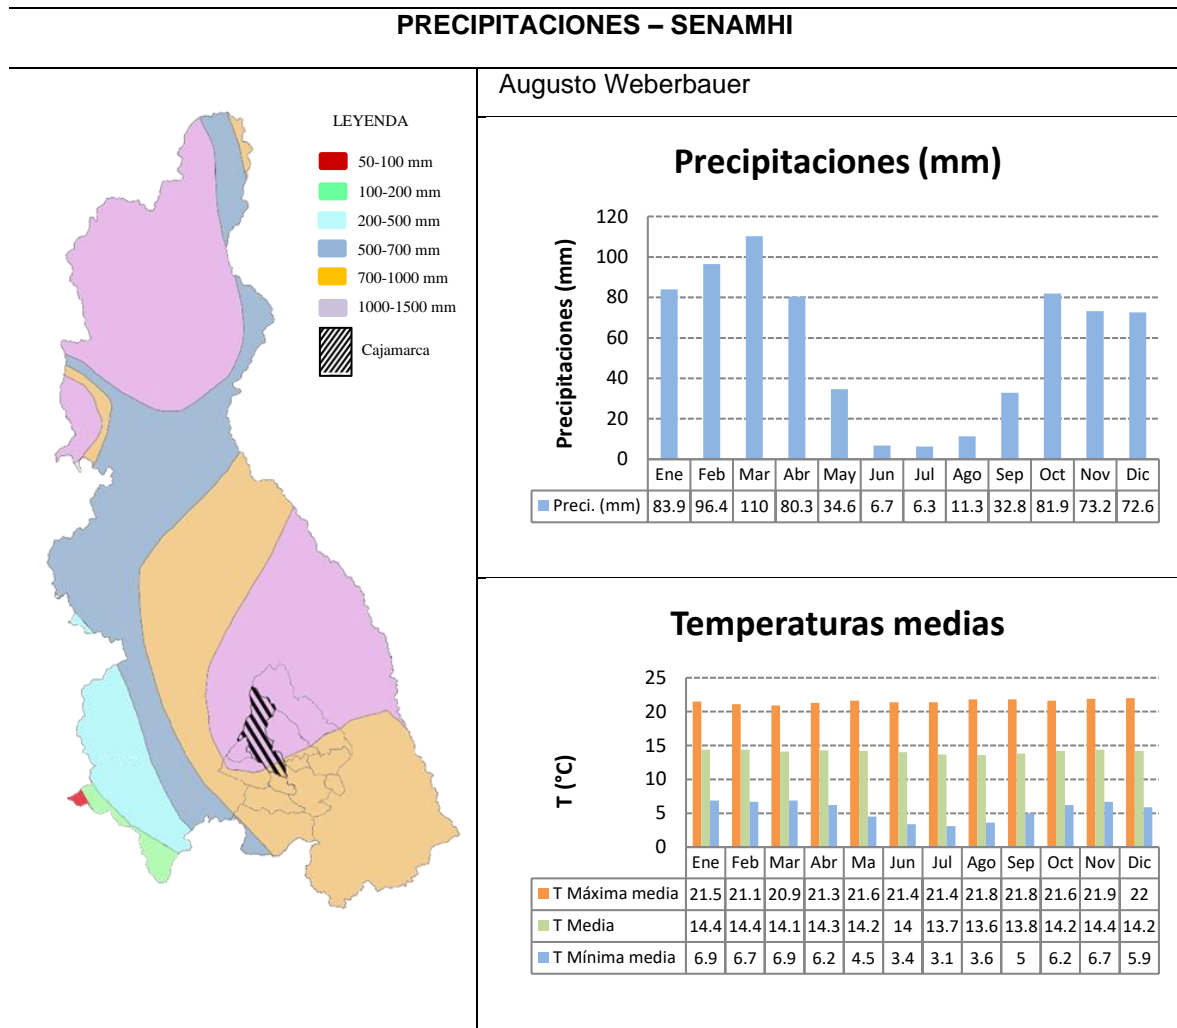 PRECIPITACIONES – SENAMHI
LEYENDA
50-100 mm
100-200 mm
200-500 mm
500-700 mm
700-1000 mm
1000-1500 mm
Cajamarca
Augusto Weberbauer
Precipitaciones (mm)
Precipitaciones (mm)
120
100
80
60
40
20
0
Ene Feb Mar Abr May Jun Jul Ago Sep Oct Nov Dic
Preci. (mm) 83.9 96.4 110 80.3 34.6 6.7 6.3 11.3 32.8 81.9 73.2 72.6
Temperaturas medias
T (°C)
25
20
15
10
5
0
Ene Feb Mar Abr Ma Jun Jul Ago Sep Oct Nov Dic
T Máxima media 21.5 21.1 20.9 21.3 21.6 21.4 21.4 21.8 21.8 21.6 21.9 22
T Media 14.4 14.4 14.1 14.3 14.2 14 13.7 13.6 13.8 14.2 14.4 14.2
T Mínima media 6.9 6.7 6.9 6.2 4.5 3.4 3.1 3.6 5 6.2 6.7 5.9